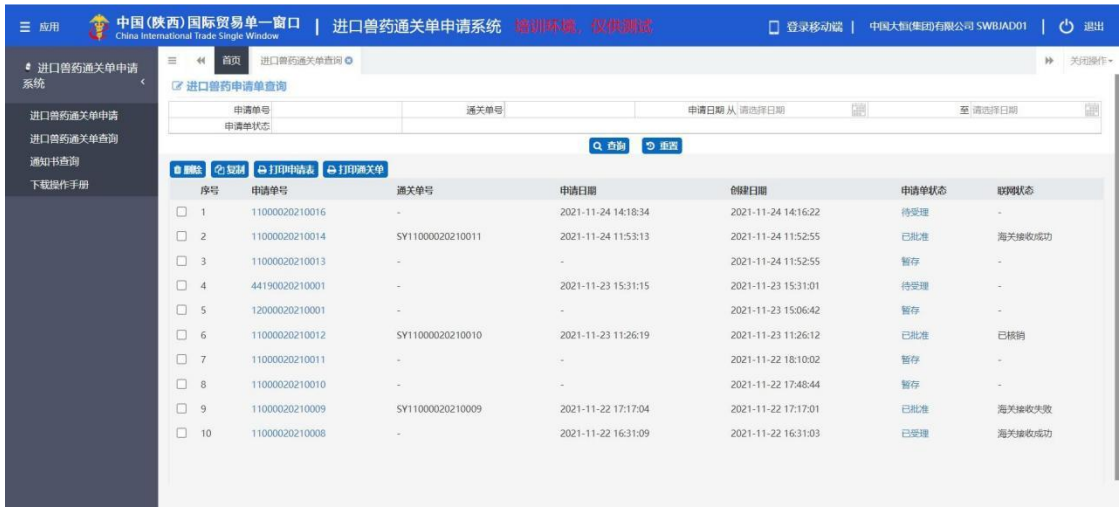 应用
中国(陕西)国际贸易单一窗口 | 进口兽药通关单申请系统 培训环境，仅供测试
China International Trade Single Window
登录移动端 | 中国大恒(集团)有限公司 SWBJAD01 | 退出
进口兽药通关单申请系统
进口兽药通关单申请
进口兽药通关单查询
通知书查询
下载操作手册
首页 进口兽药通关单查询 关闭操作
进口兽药申请单查询
申请单号 通关单号 申请日期 从 请选择日期 至 请选择日期
申请单状态
查询 重置
删除 复制 打印申请表 打印通关单
序号 申请单号 通关单号 申请日期 创建日期 申请单状态 联网状态
1 11000020210016 - 2021-11-24 14:18:34 2021-11-24 14:16:22 待受理 -
2 11000020210014 SY11000020210011 2021-11-24 11:53:13 2021-11-24 11:52:55 已批准 海关接收成功
3 11000020210013 - - 2021-11-24 11:52:55 暂存 -
4 44190020210001 - 2021-11-23 15:31:15 2021-11-23 15:31:01 待受理 -
5 12000020210001 - - 2021-11-23 15:06:42 暂存 -
6 11000020210012 SY11000020210010 2021-11-23 11:26:19 2021-11-23 11:26:12 已批准 已核销
7 11000020210011 - - 2021-11-22 18:10:02 暂存 -
8 11000020210010 - - 2021-11-22 17:48:44 暂存 -
9 11000020210009 SY11000020210009 2021-11-22 17:17:04 2021-11-22 17:17:01 已批准 海关接收失败
10 11000020210008 - 2021-11-22 16:31:09 2021-11-22 16:31:03 已受理 海关接收成功